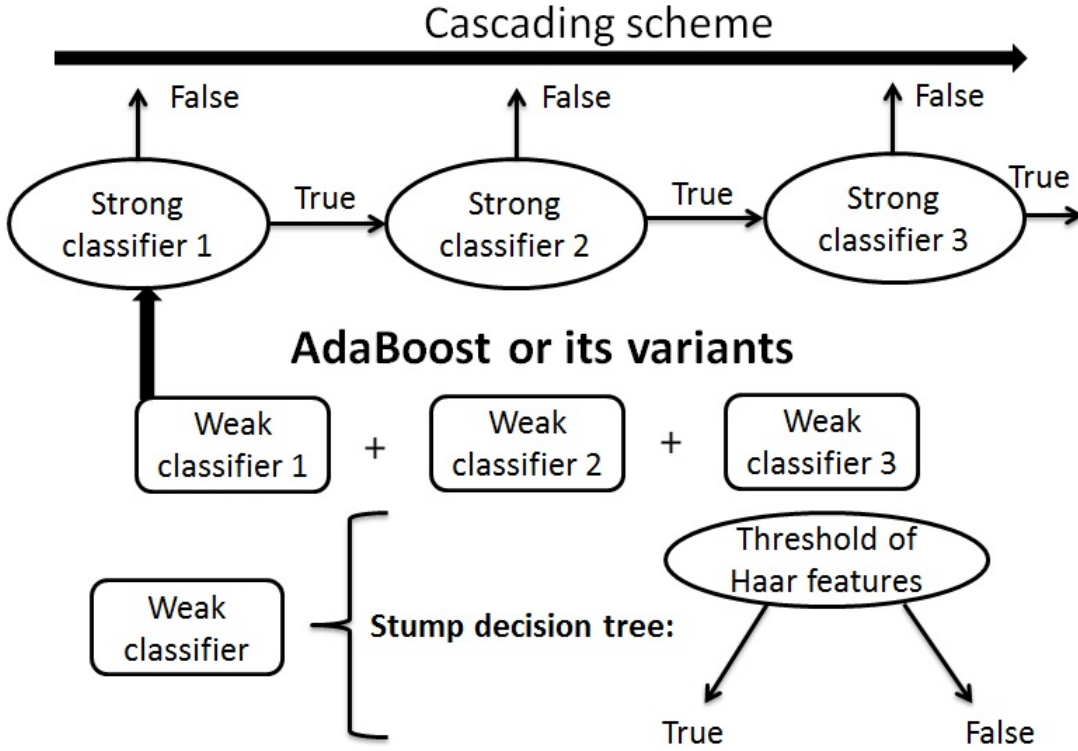 Cascading scheme
False
False
False
Strong
classifier 1
True
Strong
classifier 2
True
Strong
classifier 3
True
AdaBoost or its variants
Weak
classifier 1
+
Weak
classifier 2
+
Weak
classifier 3
Weak
classifier
Stump decision tree:
Threshold of
Haar features
True
False